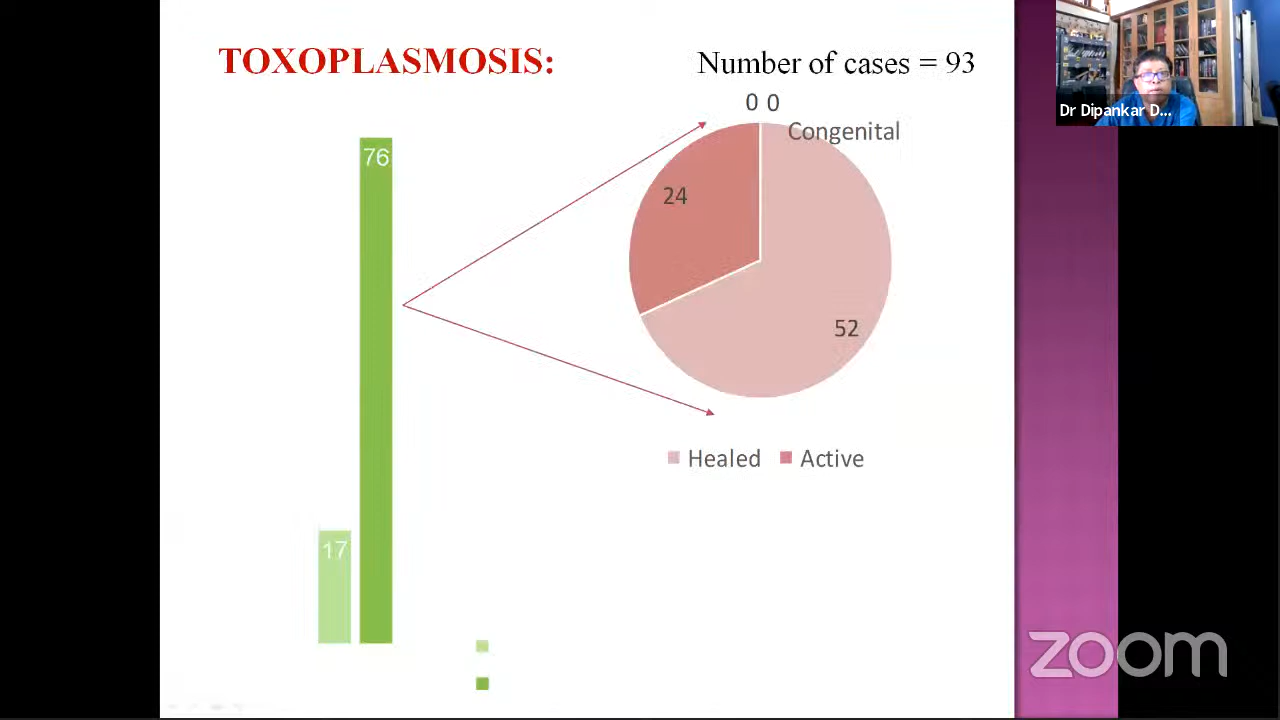 TOXOPLASMOSIS:
Number of cases = 93
Dr Dipankar D...
0 0
Congenital
76
24
52
Healed Active
17
zoom